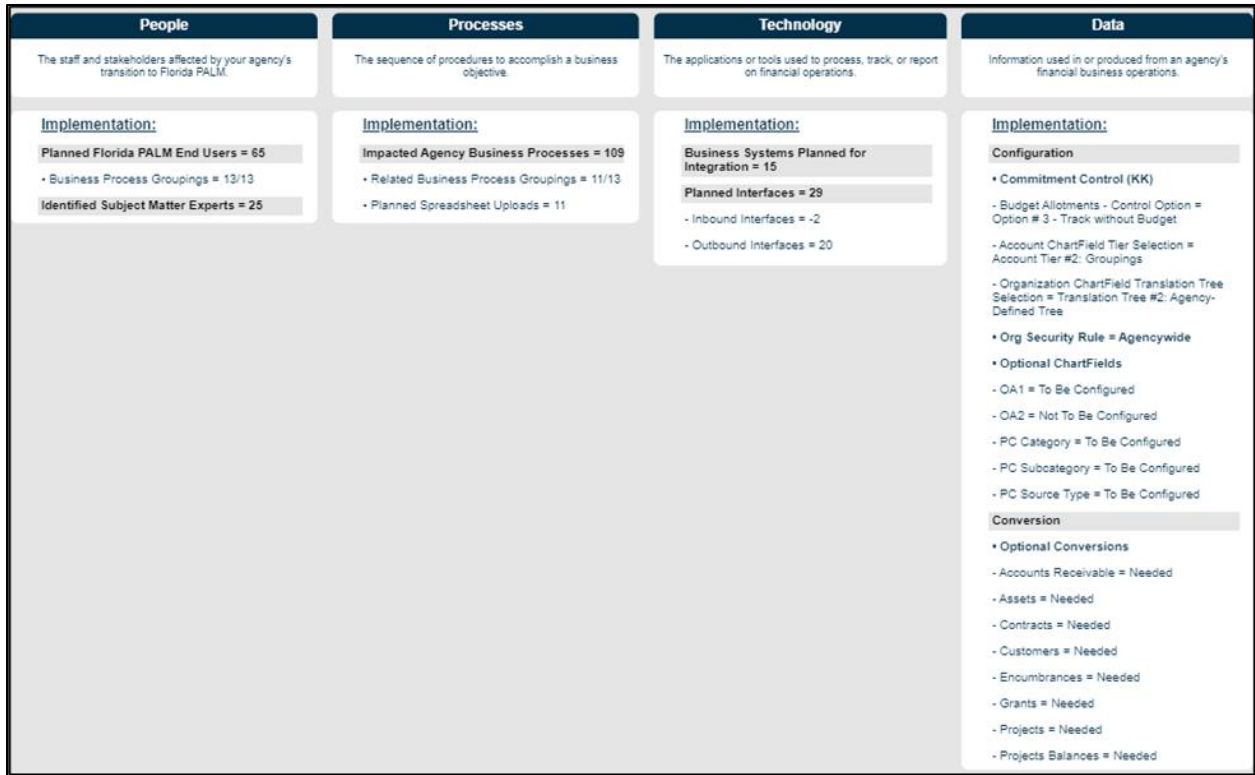 People
The staff and stakeholders affected by your agency's
transition to Florida PALM.
Implementation:
Planned Florida PALM End Users = 65
• Business Process Groupings = 13/13
Identified Subject Matter Experts = 25
Processes
The sequence of procedures to accomplish a business
objective.
Implementation:
Impacted Agency Business Processes = 109
• Related Business Process Groupings = 11/13
• Planned Spreadsheet Uploads = 11
Technology
The applications or tools used to process, track, or report
on financial operations.
Implementation:
Business Systems Planned for
Integration = 15
Planned Interfaces = 29
- Inbound Interfaces = -2
- Outbound Interfaces = 20
Data
Information used in or produced from an agency's
financial business operations.
Implementation:
Configuration
• Commitment Control (KK)
- Budget Allotments - Control Option =
Option # 3 - Track without Budget
- Account ChartField Tier Selection =
Account Tier #2: Groupings
- Organization ChartField Translation Tree
Selection = Translation Tree #2: Agency-
Defined Tree
• Org Security Rule = Agencywide
• Optional ChartFields
- OA1 = To Be Configured
- OA2 = Not To Be Configured
- PC Category = To Be Configured
- PC Subcategory = To Be Configured
- PC Source Type = To Be Configured
Conversion
• Optional Conversions
- Accounts Receivable = Needed
- Assets = Needed
- Contracts = Needed
- Customers = Needed
- Encumbrances = Needed
- Grants = Needed
- Projects = Needed
- Projects Balances = Needed